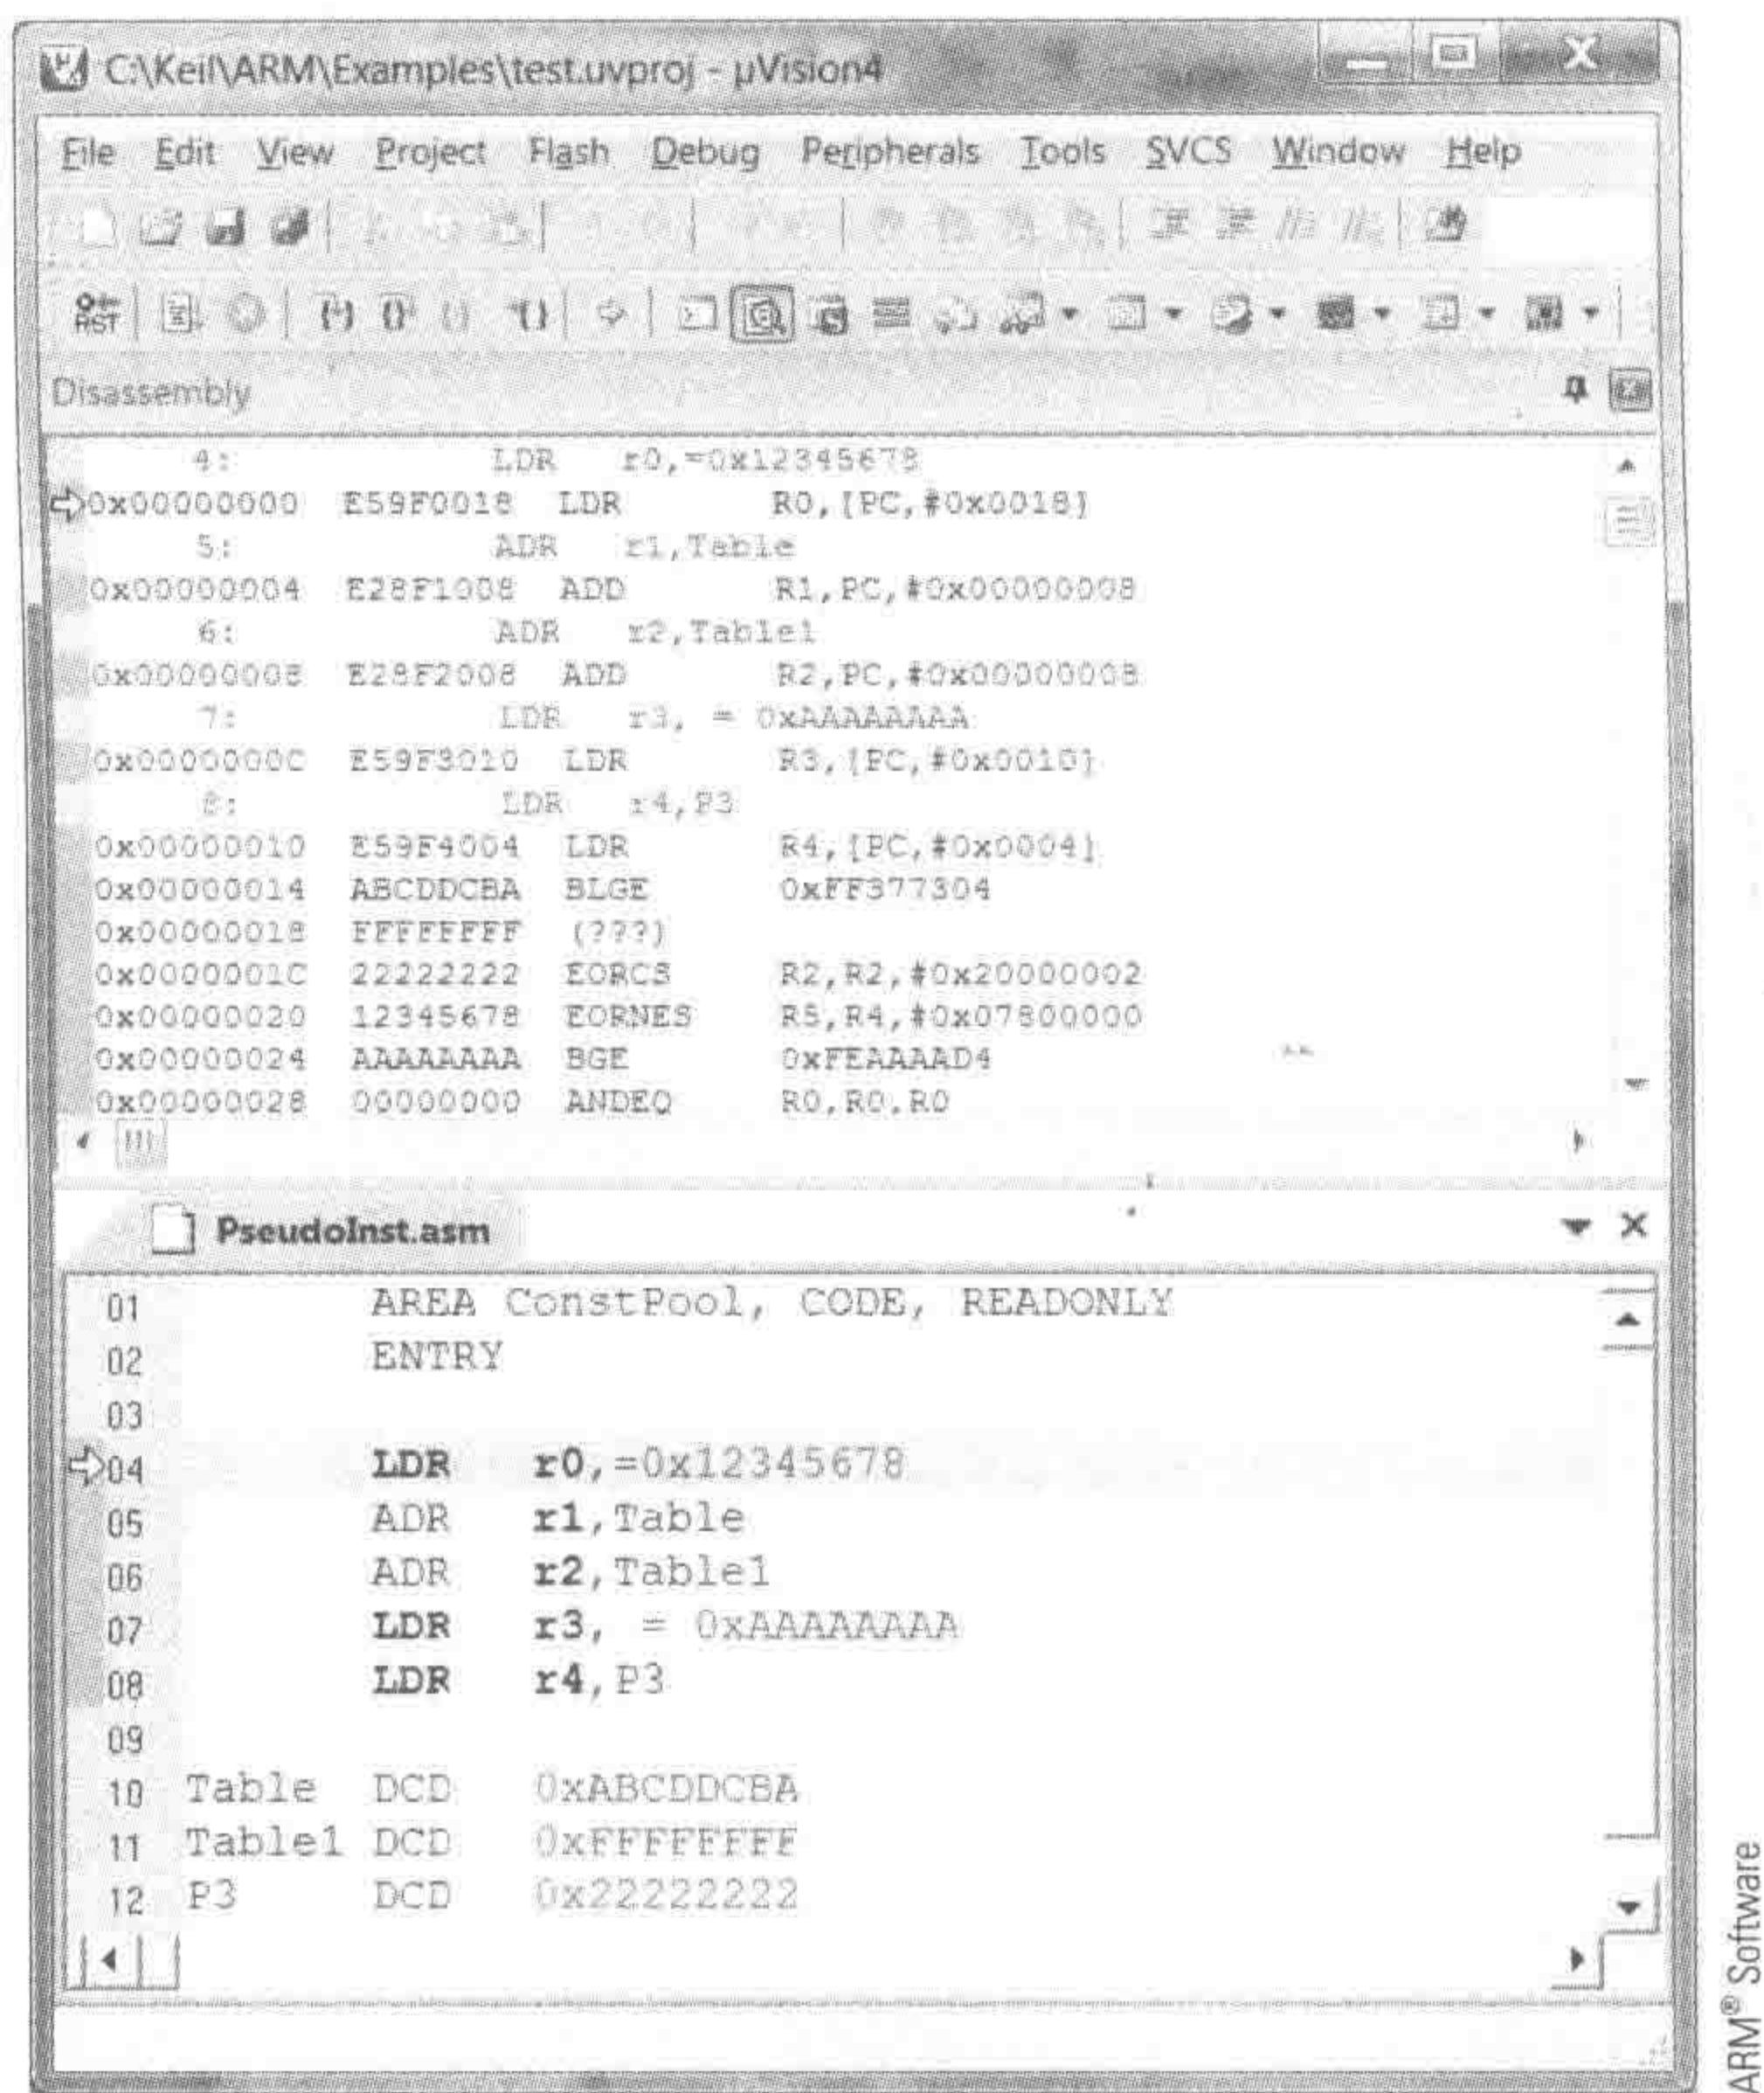 C:\Keil\ARM\Examples\test.uvproj - µVision4
File Edit View Project Flash Debug Peripherals Tools SVCS Window Help
RST
Disassembly
4: LDR r0,=0x12345678
0x00000000 E59F0018 LDR R0,[PC,#0x0018]
5: ADR r1,Table
0x00000004 E28F1008 ADD R1,PC,#0x00000008
6: ADR r2,Table1
0x00000008 E28F2008 ADD R2,PC,#0x00000008
7: LDR r3, = 0xAAAAAAAA
0x0000000C E59F3010 LDR R3,[PC,#0x0010]
8: LDR r4,P3
0x00000010 E59F4004 LDR R4,[PC,#0x0004]
0x00000014 ABCDDCBA BLGE 0xFF377304
0x00000018 FFFFFFFF (???)
0x0000001C 22222222 EORCS R2,R2,#0x20000002
0x00000020 12345678 EORNES R5,R4,#0x07800000
0x00000024 AAAAAAAA BGE 0xFEAAAAD4
0x00000028 00000000 ANDEQ R0,R0,R0
PseudoInst.asm
01 AREA ConstPool, CODE, READONLY
02 ENTRY
03
04 LDR r0,=0x12345678
05 ADR r1,Table
06 ADR r2,Table1
07 LDR r3, = 0xAAAAAAAA
08 LDR r4,P3
09
10 Table DCD 0xABCDDCBA
11 Table1 DCD 0xFFFFFFFF
12 P3 DCD 0x22222222
ARM® Software